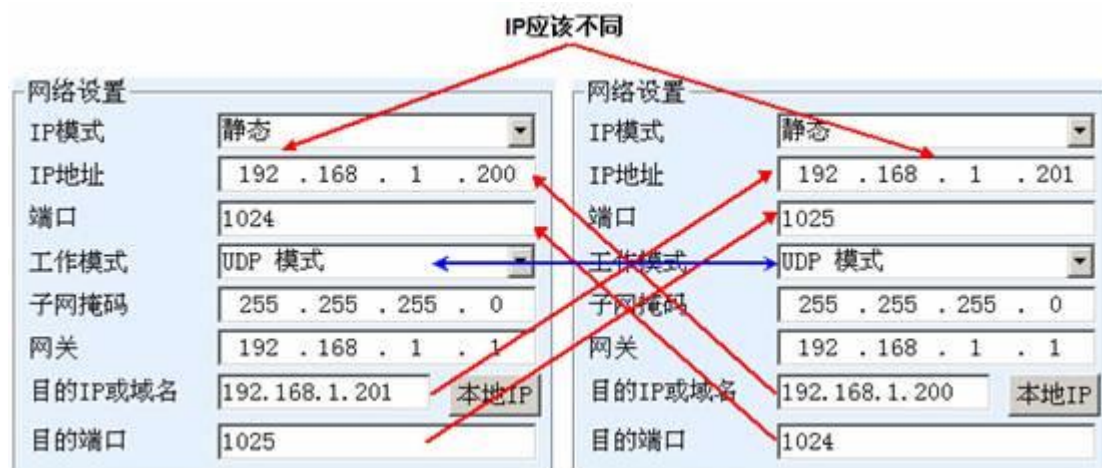 IP应该不同
网络设置
IP模式 静态
IP地址 192 . 168 . 1 . 200
端口 1024
工作模式 UDP 模式
子网掩码 255 . 255 . 255 . 0
网关 192 . 168 . 1 . 1
目的IP或域名 192.168.1.201 本地IP
目的端口 1025
网络设置
IP模式 静态
IP地址 192 . 168 . 1 . 201
端口 1025
工作模式 UDP 模式
子网掩码 255 . 255 . 255 . 0
网关 192 . 168 . 1 . 1
目的IP或域名 192.168.1.200 本地IP
目的端口 1024